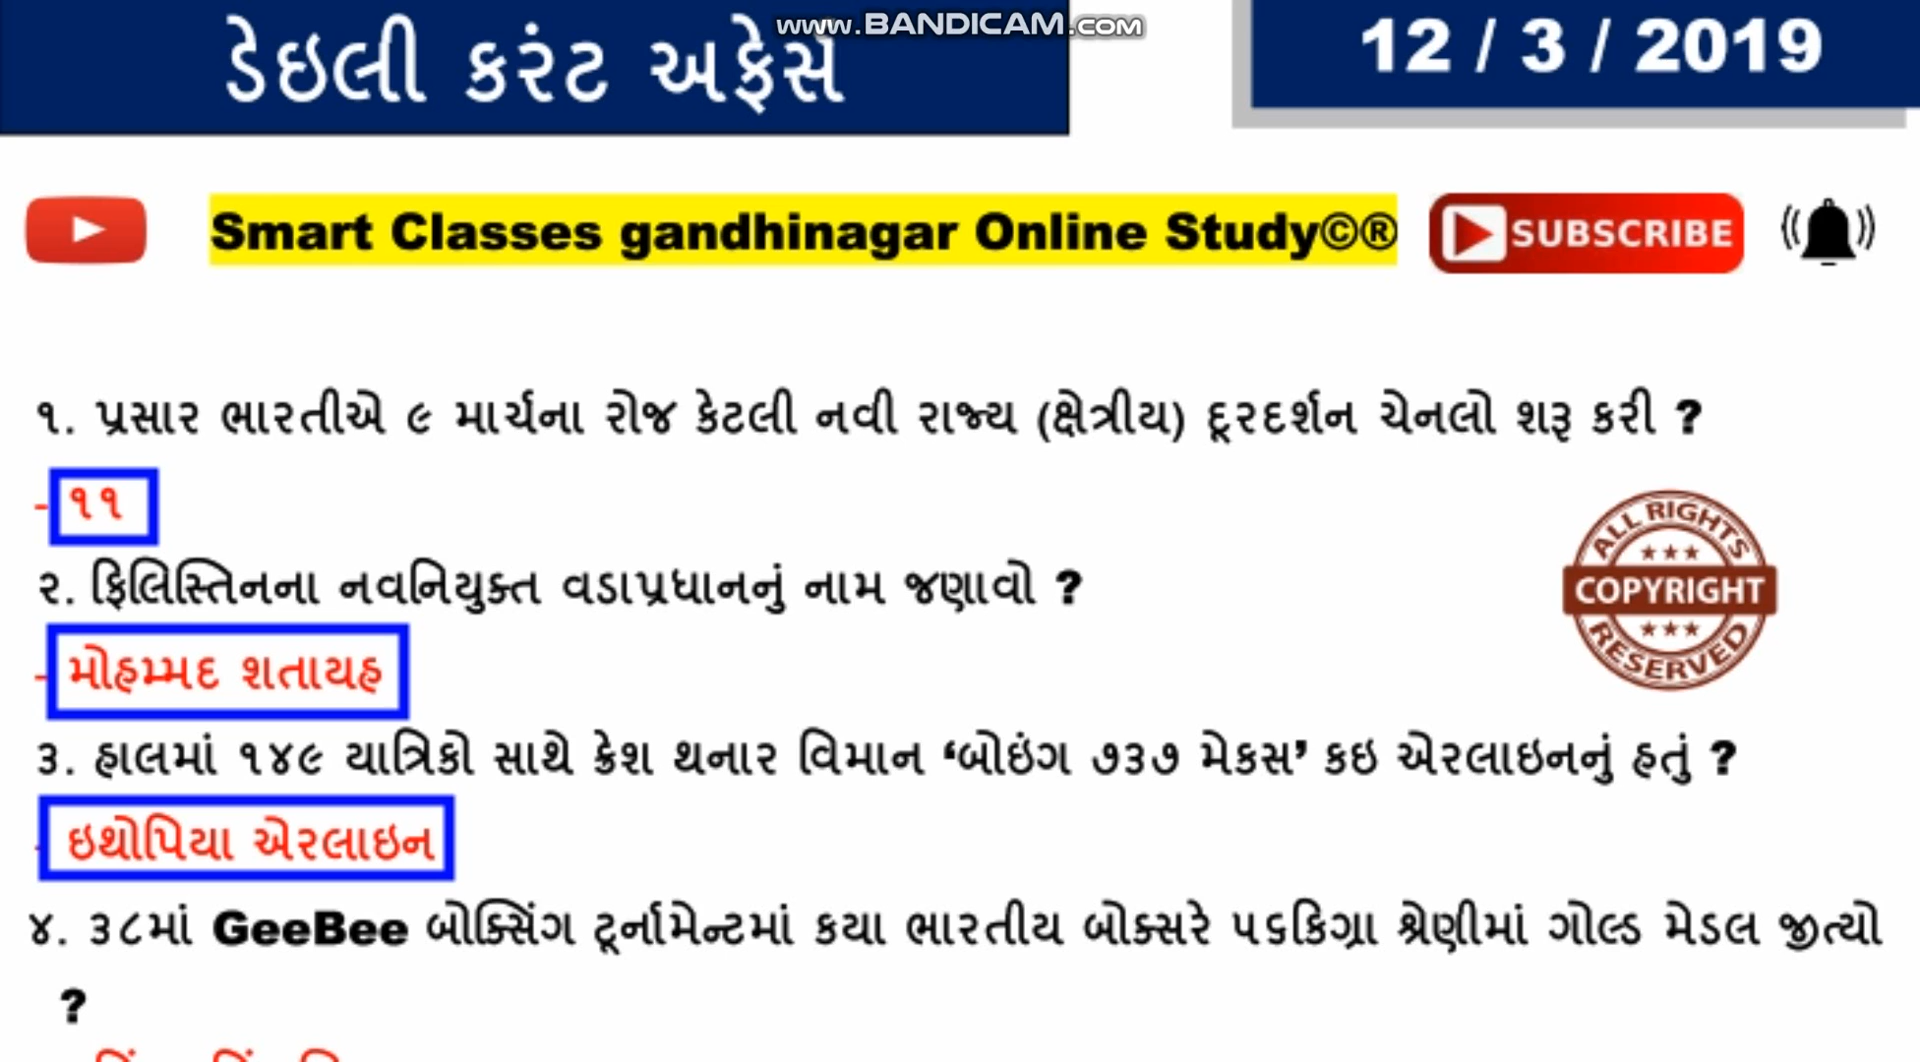 www.BANDICAM.com
ડેઇલી કરંટ અફેર્સ
12 / 3 / 2019
Smart Classes gandhinagar Online Study©®
SUBSCRIBE
૧. પ્રસાર ભારતીએ ૯ માર્ચના રોજ કેટલી નવી રાજ્ય (ક્ષેત્રીય) દૂરદર્શન ચેનલો શરૂ કરી ?
- ૧૧
ALL RIGHTS
COPYRIGHT
RESERVED
૨. ફિલિસ્તિનના નવનિયુક્ત વડાપ્રધાનનું નામ જણાવો ?
- મોહમ્મદ શતાયહ
૩. હાલમાં ૧૪૯ યાત્રિકો સાથે ક્રેશ થનાર વિમાન ‘બોઇંગ ૭૩૭ મેકસ’ કઇ એરલાઇનનું હતું ?
- ઇથોપિયા એરલાઇન
૪. ૩૮માં GeeBee બોક્સિંગ ટૂર્નામેન્ટમાં કયા ભારતીય બોક્સરે ૫૬કિગ્રા શ્રેણીમાં ગોલ્ડ મેડલ જીત્યો
?